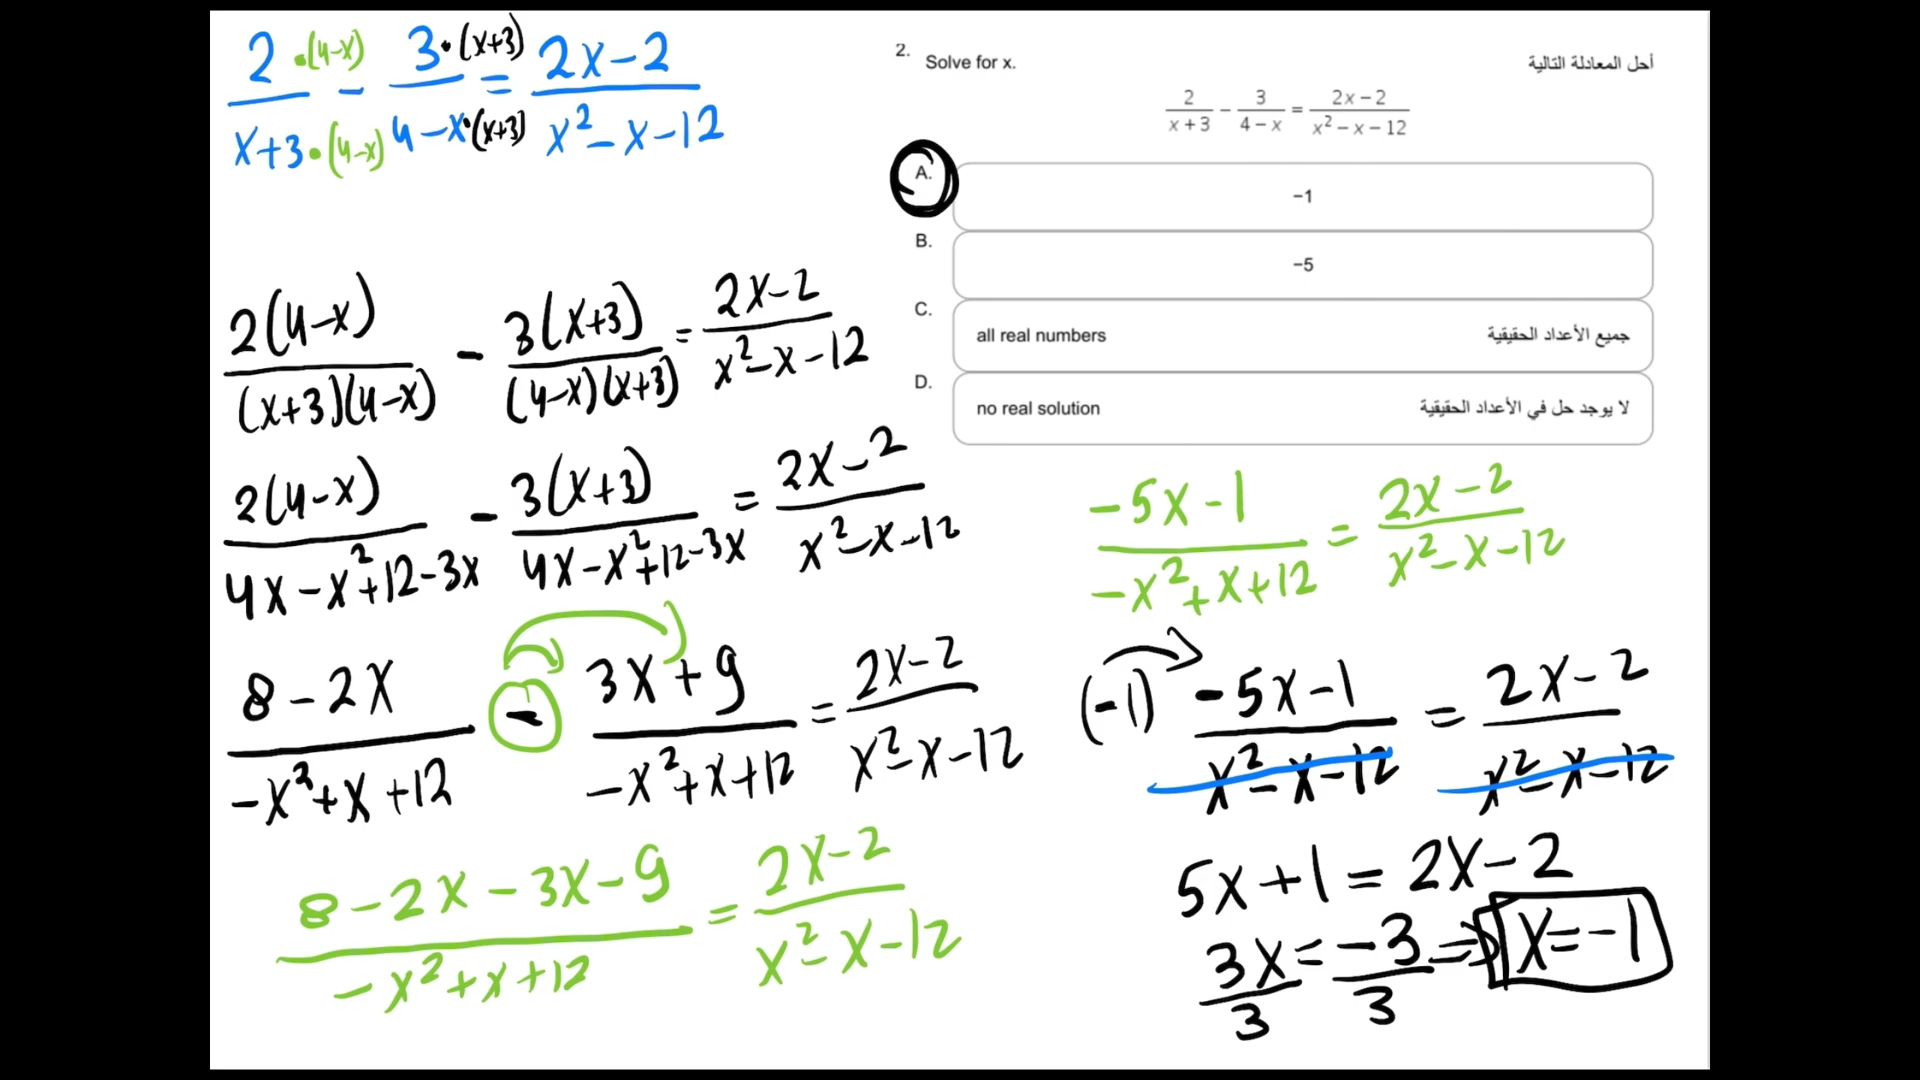 2 ·(4-x) / x+3 ·(4-x) - 3·(x+3) / 4-x·(x+3) = 2x-2 / x²-x-12
2(4-x) / (x+3)(4-x) - 3(x+3) / (4-x)(x+3) = 2x-2 / x²-x-12
2(4-x) / 4x-x²+12-3x - 3(x+3) / 4x-x²+12-3x = 2x-2 / x²-x-12
8-2x / -x²+x+12 - 3x+9 / -x²+x+12 = 2x-2 / x²-x-12
8-2x-3x-9 / -x²+x+12 = 2x-2 / x²-x-12
2. Solve for x. أحل المعادلة التالية
2 / x+3 - 3 / 4-x = 2x-2 / x²-x-12
A. -1
B. -5
C. all real numbers جميع الأعداد الحقيقية
D. no real solution لا يوجد حل في الأعداد الحقيقية
-5x-1 / -x²+x+12 = 2x-2 / x²-x-12
(-1) -5x-1 / x²-x-12 = 2x-2 / x²-x-12
5x+1 = 2x-2
3x / 3 = -3 / 3 => x=-1